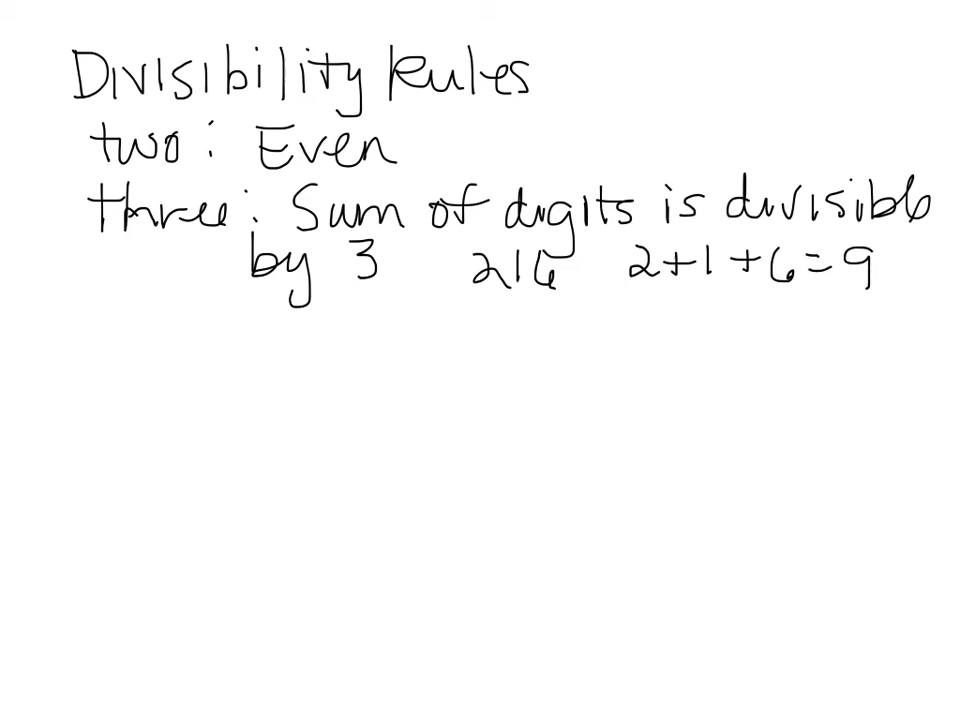 Divisibility Rules
two: Even
three: Sum of digits is divisible
by 3 216 2+1+6=9